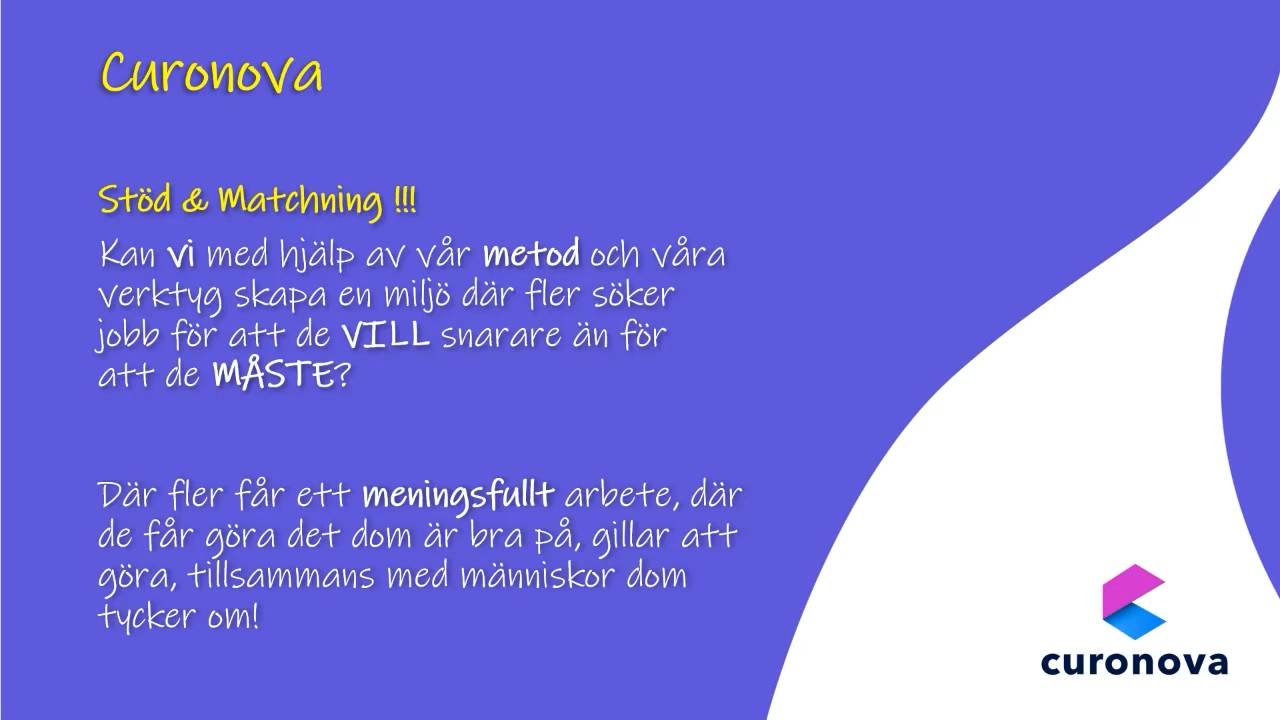 Curonova
Stöd & Matchning !!!
Kan vi med hjälp av vår metod och våra
verktyg skapa en miljö där fler söker
jobb för att de VILL snarare än för
att de MÅSTE?
Där fler får ett meningsfullt arbete, där
de får göra det dom är bra på, gillar att
göra, tillsammans med människor dom
tycker om!
curonova